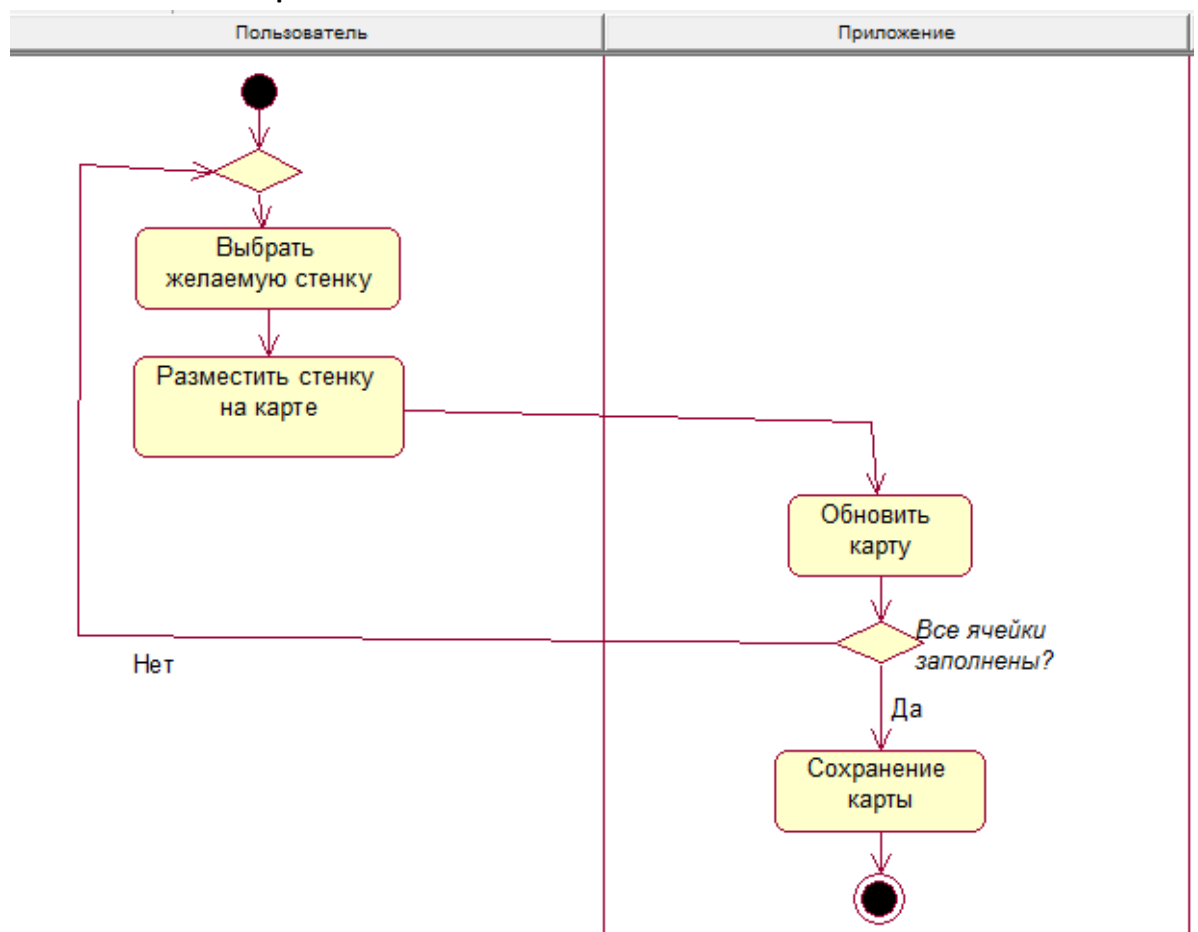 Пользователь
Приложение
Выбрать
желаемую стенку
Разместить стенку
на карте
Обновить
карту
Все ячейки
заполнены?
Нет
Да
Сохранение
карты